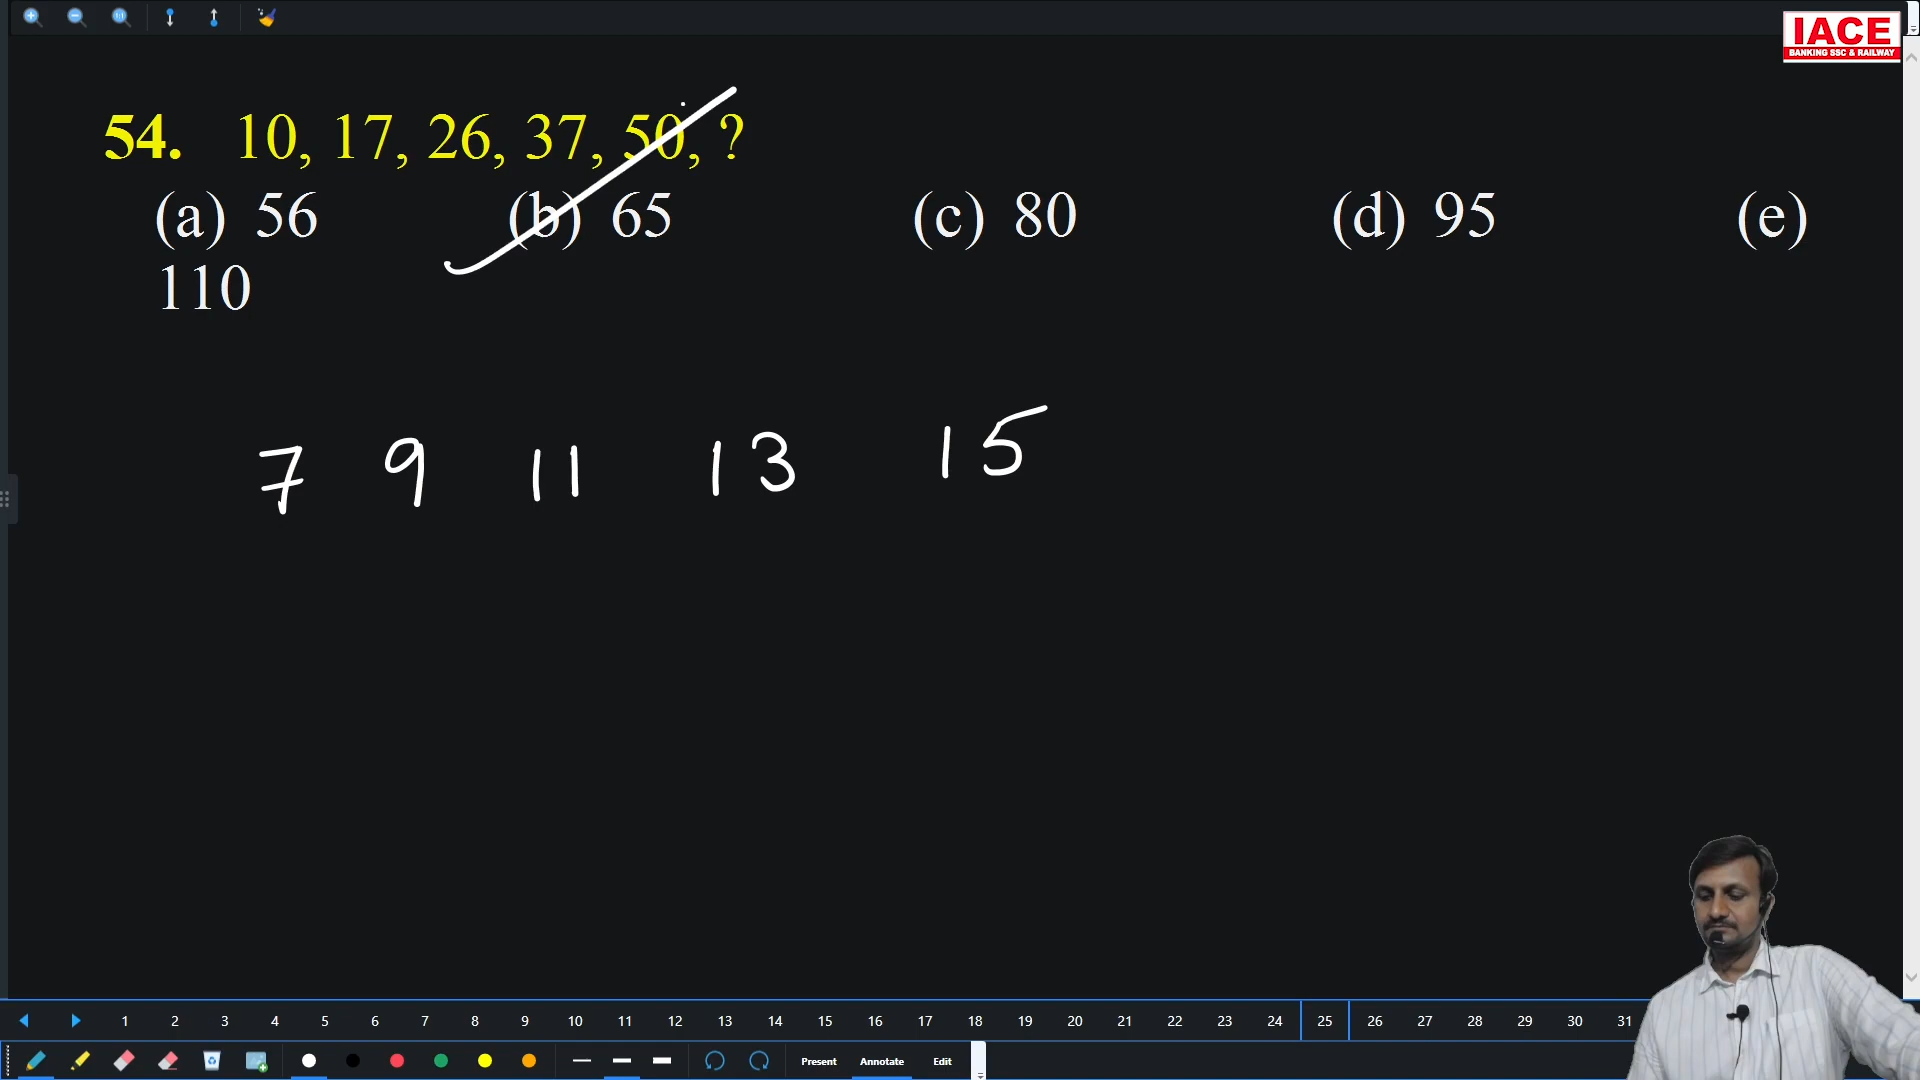 IACE
BANKING SSC & RAILWAY
54. 10, 17, 26, 37, 50, ?
(a) 56 (b) 65 (c) 80 (d) 95 (e)
110
7 9 11 13 15
1 2 3 4 5 6 7 8 9 10 11 12 13 14 15 16 17 18 19 20 21 22 23 24 25 26 27 28 29 30 31
Present Annotate Edit